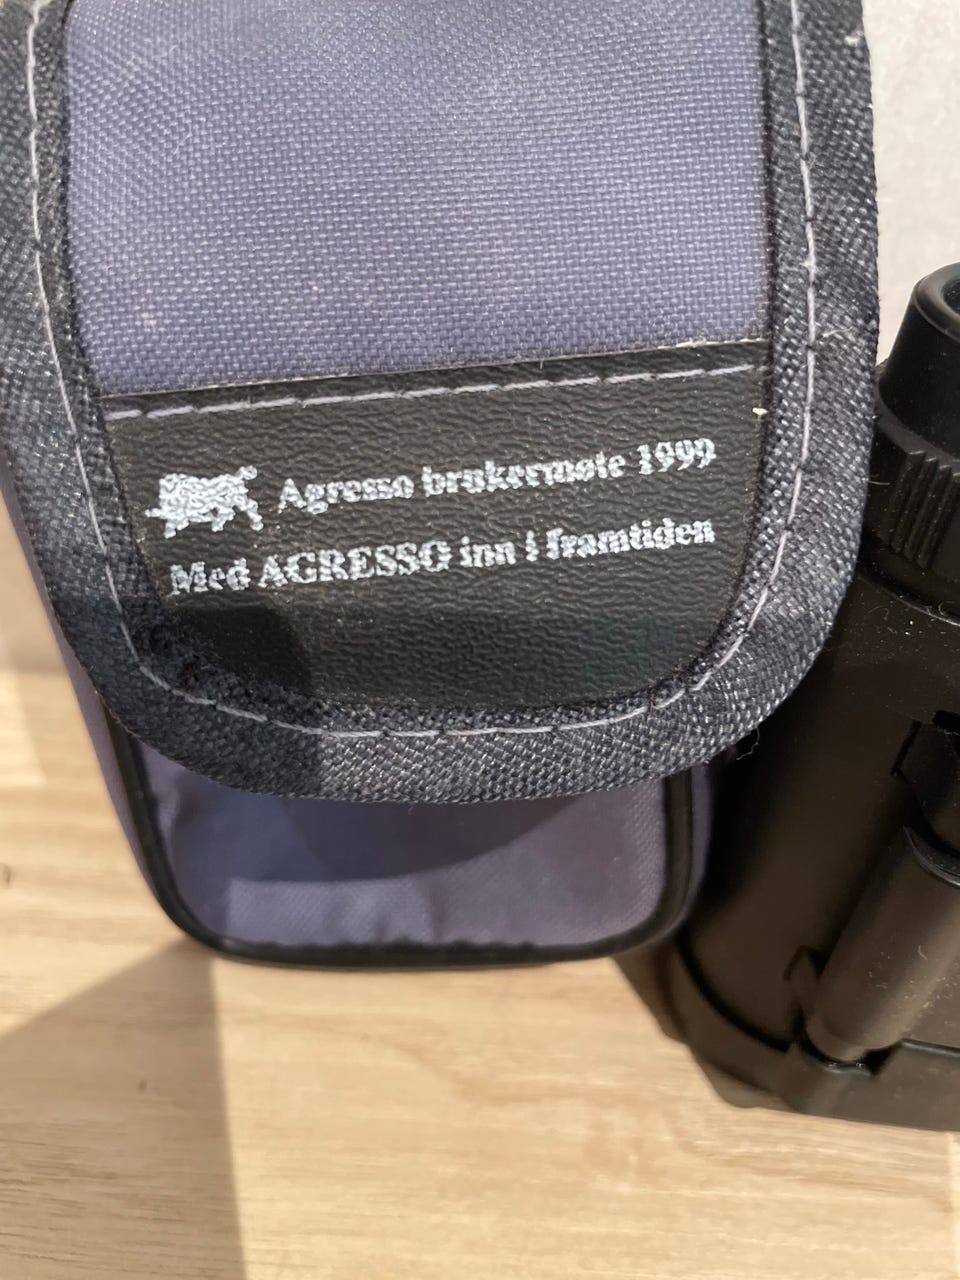 Agresso brukermøte 1999
Med AGRESSO inn i framtiden